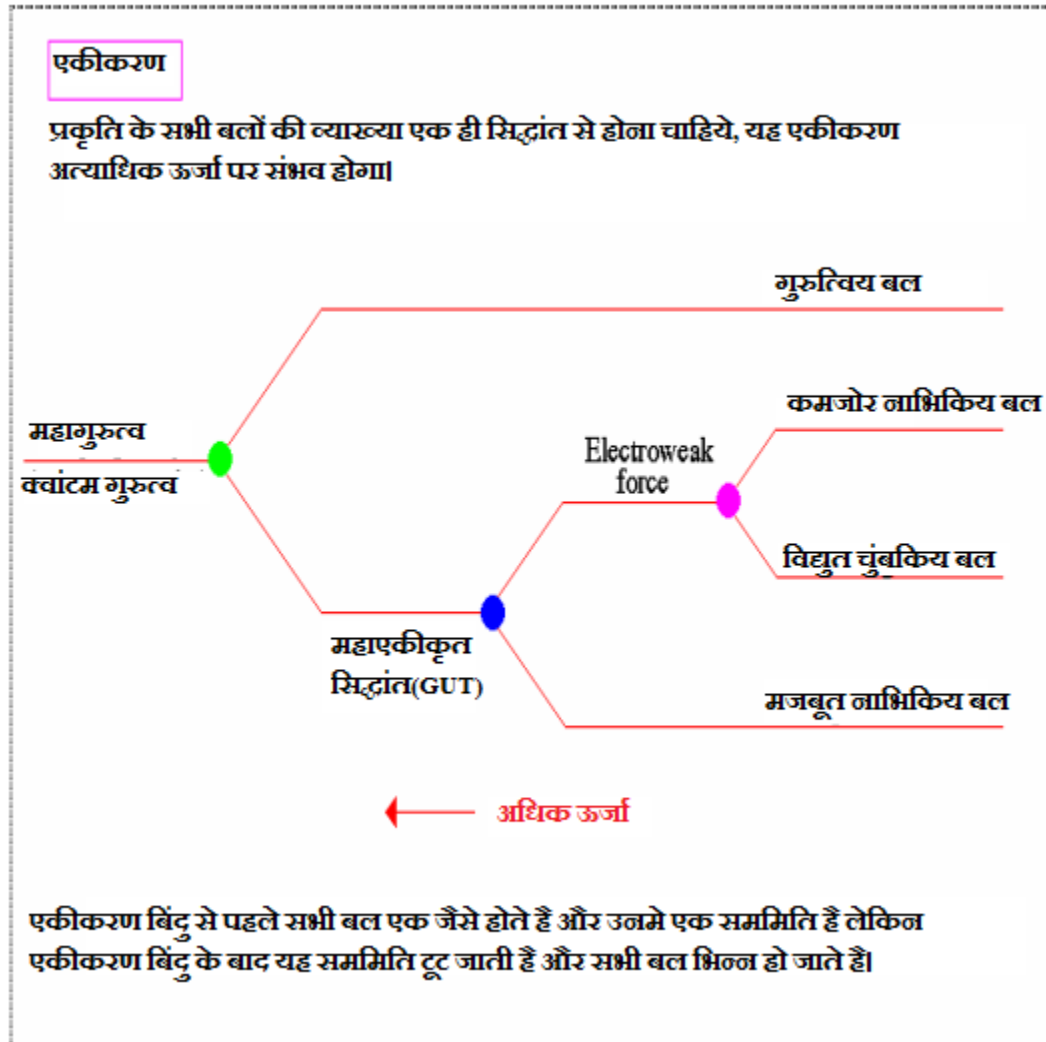 एकीकरण
प्रकृति के सभी बलों की व्याख्या एक ही सिद्धांत से होना चाहिये, यह एकीकरण
अत्याधिक ऊर्जा पर संभव होगा।
गुरुत्विय बल
कमजोर नाभिकिय बल
महागुरुत्व
क्वांटम गुरुत्व
Electroweak
force
विद्युत चुंबकिय बल
महाएकीकृत
सिद्धांत(GUT)
मजबूत नाभिकिय बल
अधिक ऊर्जा
एकीकरण बिंदु से पहले सभी बल एक जैसे होते है और उनमे एक सममिति है लेकिन
एकीकरण बिंदु के बाद यह सममिति टूट जाती है और सभी बल भिन्न हो जाते है।